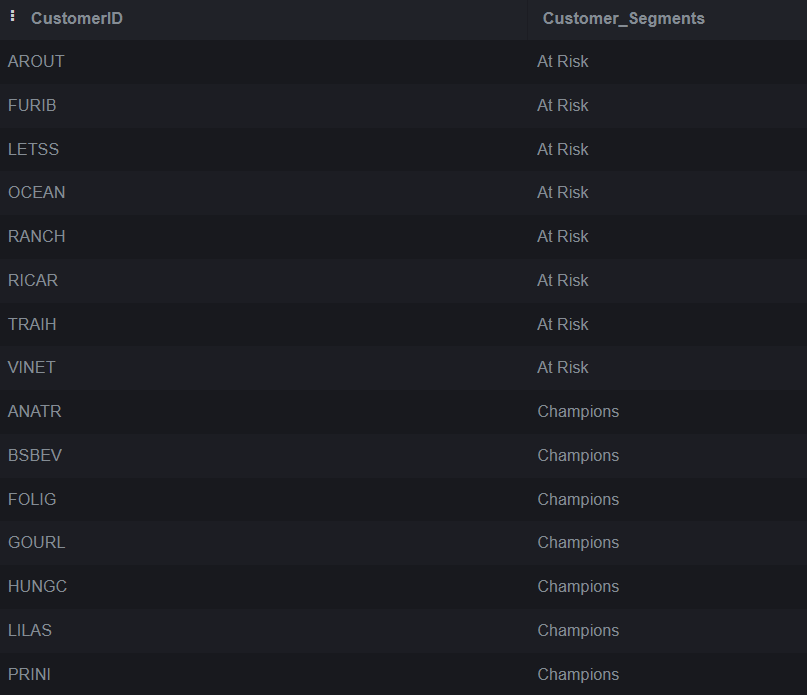 CustomerID Customer_Segments
AROUT At Risk
FURIB At Risk
LETSS At Risk
OCEAN At Risk
RANCH At Risk
RICAR At Risk
TRAIH At Risk
VINET At Risk
ANATR Champions
BSBEV Champions
FOLIG Champions
GOURL Champions
HUNGC Champions
LILAS Champions
PRINI Champions